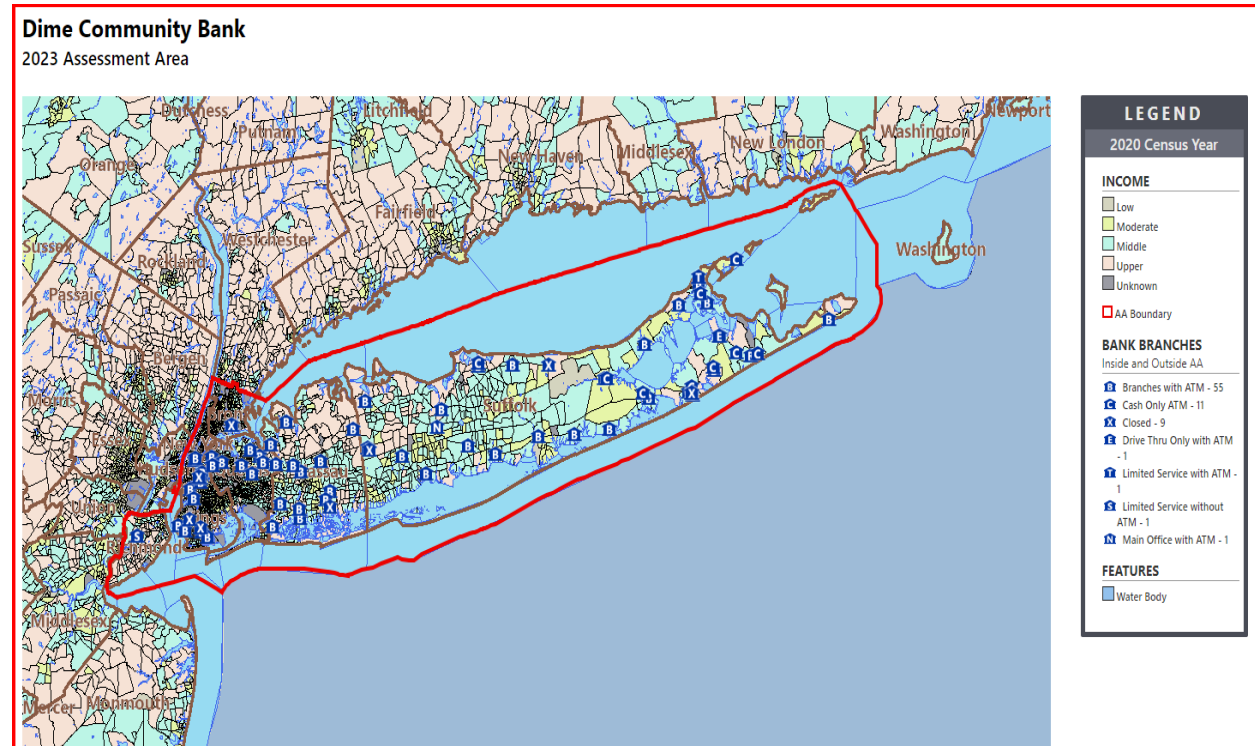 Dime Community Bank
2023 Assessment Area
Dutchess
Litchfield
Newport
Putnam
Washington
New London
Orange
New Haven
Middlesex
Fairfield
Westchester
Sussex
Washington
Rockland
Passaic
Bergen
Morris
Suffolk
Essex
Nassau
Union
Kings
Richmond
Middlesex
Mercer
Monmouth
LEGEND
2020 Census Year
INCOME
Low
Moderate
Middle
Upper
Unknown
AA Boundary
BANK BRANCHES
Inside and Outside AA
B Branches with ATM - 55
C Cash Only ATM - 11
X Closed - 9
E Drive Thru Only with ATM
- 1
T Limited Service with ATM -
1
S Limited Service without
ATM - 1
N Main Office with ATM - 1
FEATURES
Water Body